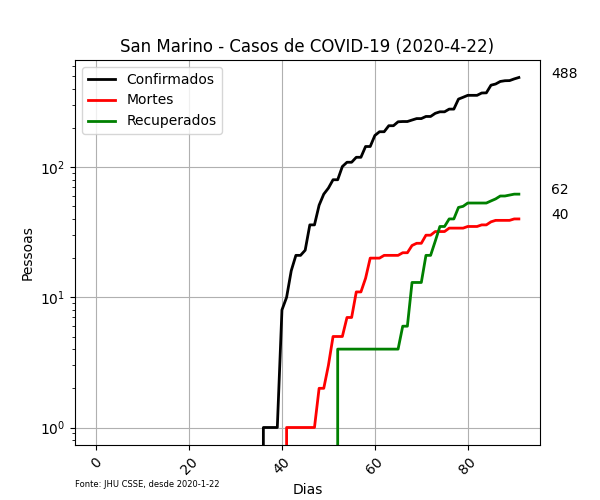 San Marino - Casos de COVID-19 (2020-4-22)
Confirmados
Mortes
Recuperados
488
62
40
10²
10¹
10⁰
Pessoas
0
20
40
60
80
Dias
Fonte: JHU CSSE, desde 2020-1-22